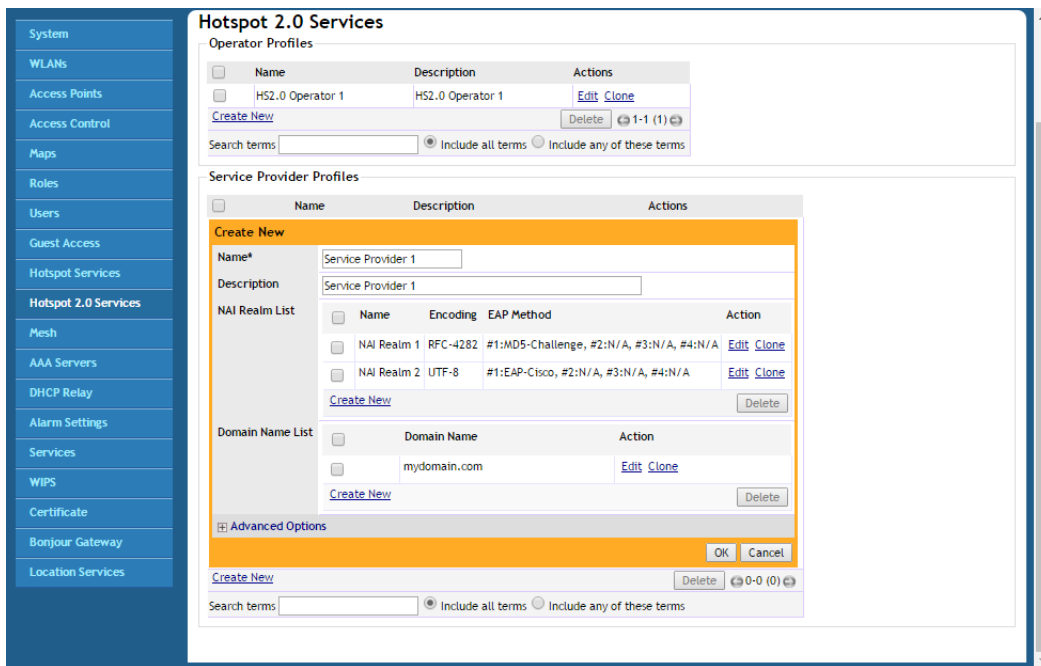 System
WLANs
Access Points
Access Control
Maps
Roles
Users
Guest Access
Hotspot Services
Hotspot 2.0 Services
Mesh
AAA Servers
DHCP Relay
Alarm Settings
Services
WIPS
Certificate
Bonjour Gateway
Location Services
Hotspot 2.0 Services
Operator Profiles
Name Description Actions
HS2.0 Operator 1 HS2.0 Operator 1 Edit Clone
Create New Delete 1-1 (1)
Search terms Include all terms Include any of these terms
Service Provider Profiles
Name Description Actions
Create New
Name* Service Provider 1
Description Service Provider 1
NAI Realm List Name Encoding EAP Method Action
NAI Realm 1 RFC-4282 #1:MD5-Challenge, #2:N/A, #3:N/A, #4:N/A Edit Clone
NAI Realm 2 UTF-8 #1:EAP-Cisco, #2:N/A, #3:N/A, #4:N/A Edit Clone
Create New Delete
Domain Name List Domain Name Action
mydomain.com Edit Clone
Create New Delete
Advanced Options
OK Cancel
Create New Delete 0-0 (0)
Search terms Include all terms Include any of these terms